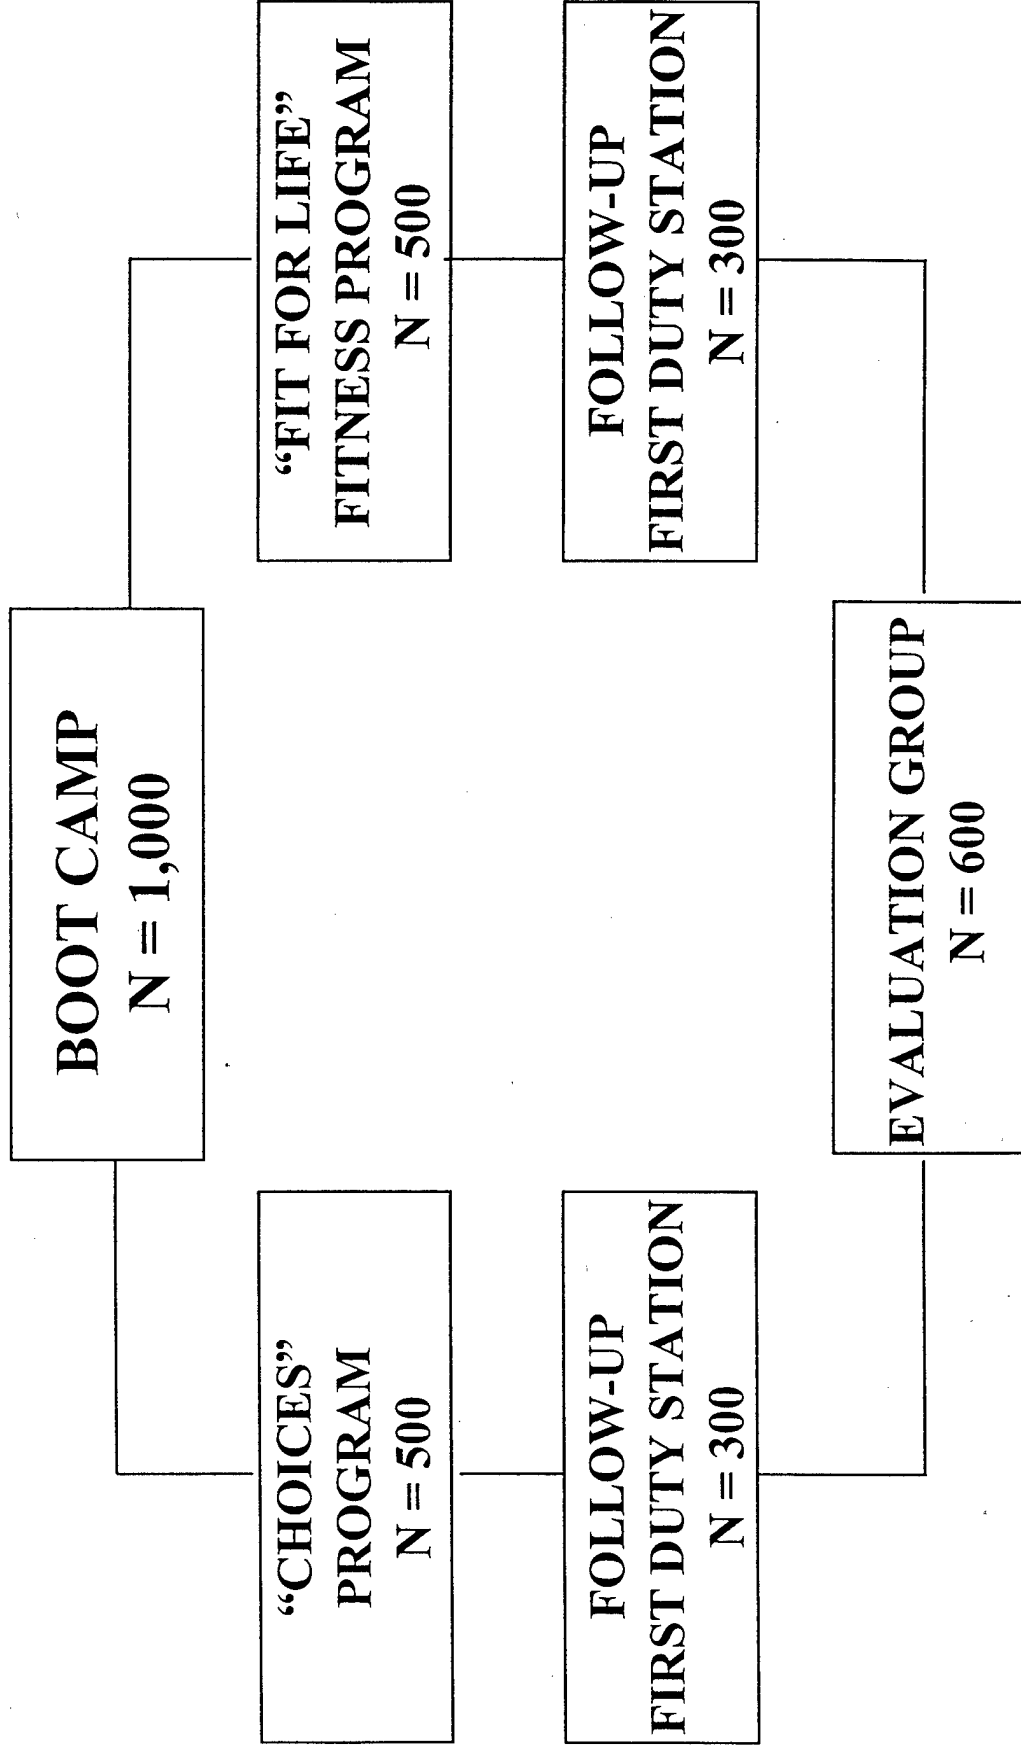 BOOT CAMP
N = 1,000
“CHOICES”
PROGRAM
N = 500
“FIT FOR LIFE”
FITNESS PROGRAM
N = 500
FOLLOW-UP
FIRST DUTY STATION
N = 300
FOLLOW-UP
FIRST DUTY STATION
N = 300
EVALUATION GROUP
N = 600